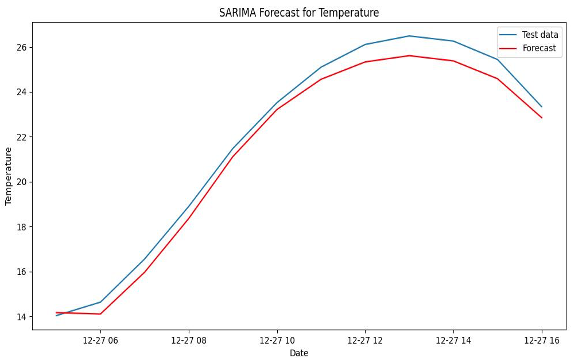 SARIMA Forecast for Temperature
Test data
Forecast
Temperature
26
24
22
20
18
16
14
12-27 06
12-27 08
12-27 10
12-27 12
12-27 14
12-27 16
Date